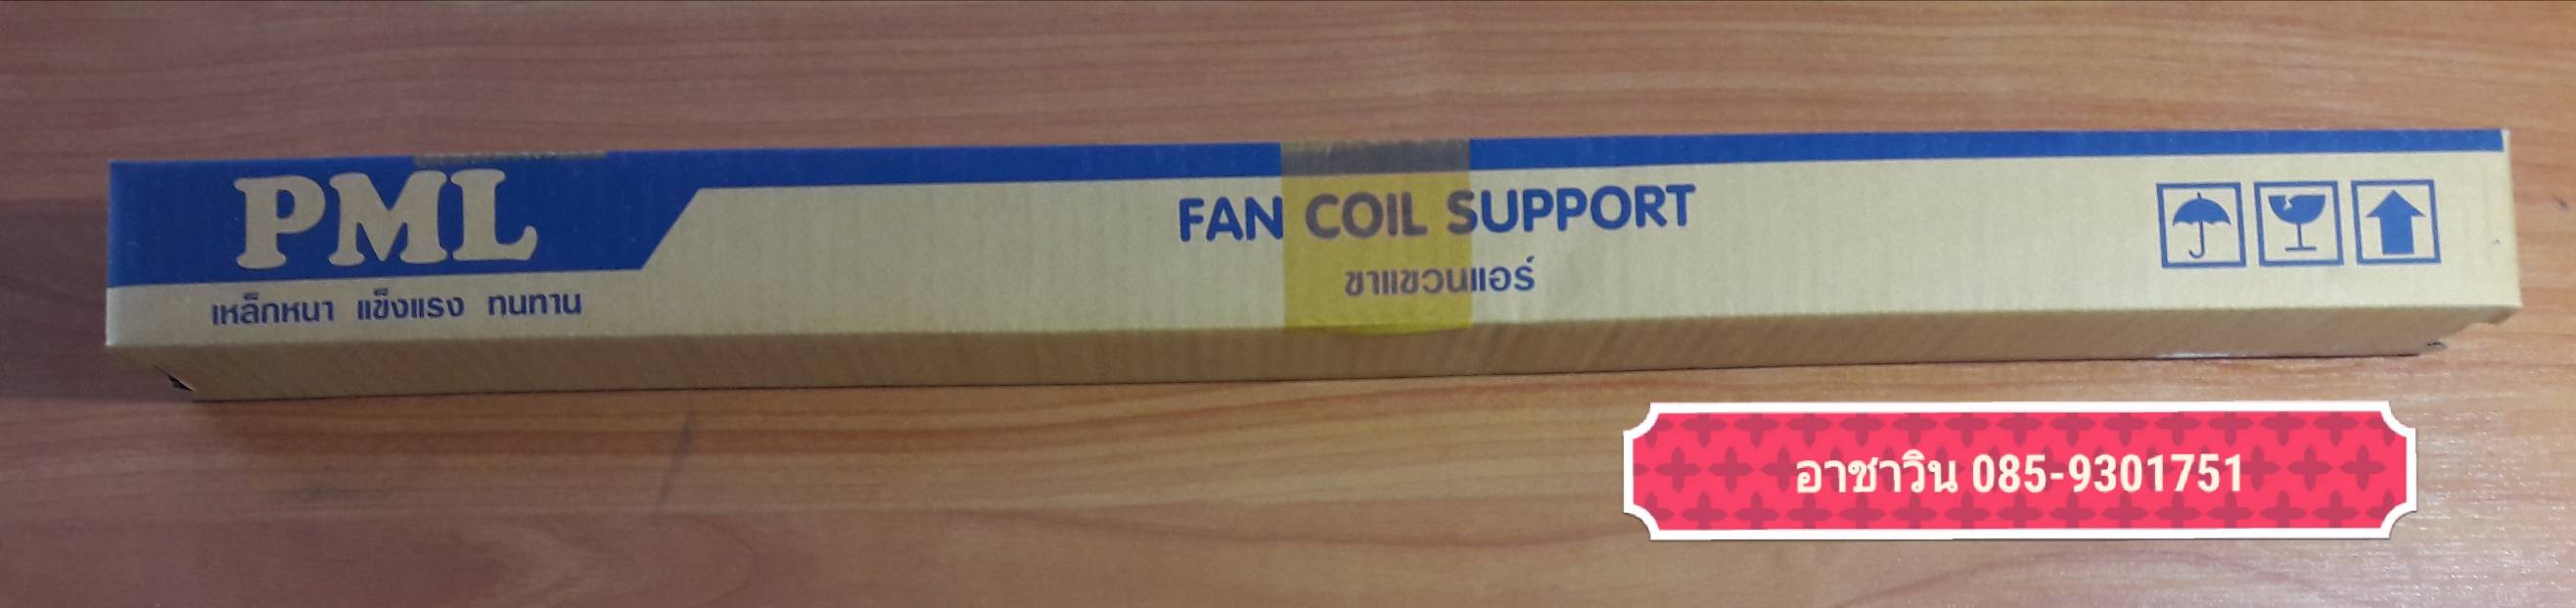 PML
เหล็กหนา แข็งแรง ทนทาน
FAN COIL SUPPORT
ขาแขวนแอร์
อาชาวิน 085-9301751